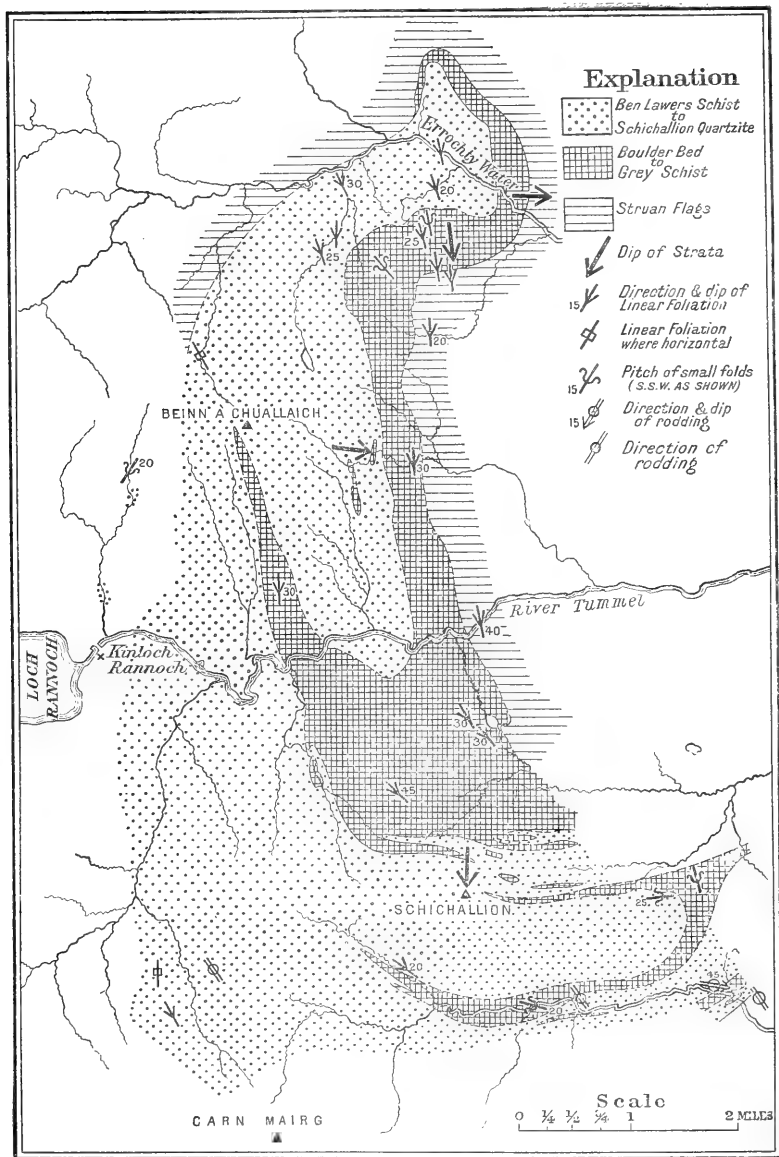 Explanation
Ben Lawers Schist
to
Schichallion Quartzite
Boulder Bed
to
Grey Schist
Struan Flags
Dip of Strata
15 Direction & dip of
Linear Foliation
Linear Foliation
where horizontal
15 Pitch of small folds
(S.S.W. AS SHOWN)
15 Direction & dip
of rodding
Direction of
rodding
Errochty Water
30
20
25
25
20
BEINN A CHUALLAICH
20
30
30
River Tummel
40
LOCH
RANNOCH
Kinloch
Rannoch
30
30
45
SCHICHALLION
25
20
45
20
CARN MAIRG
Scale
0 ¼ ½ ¾ 1 2 MILES